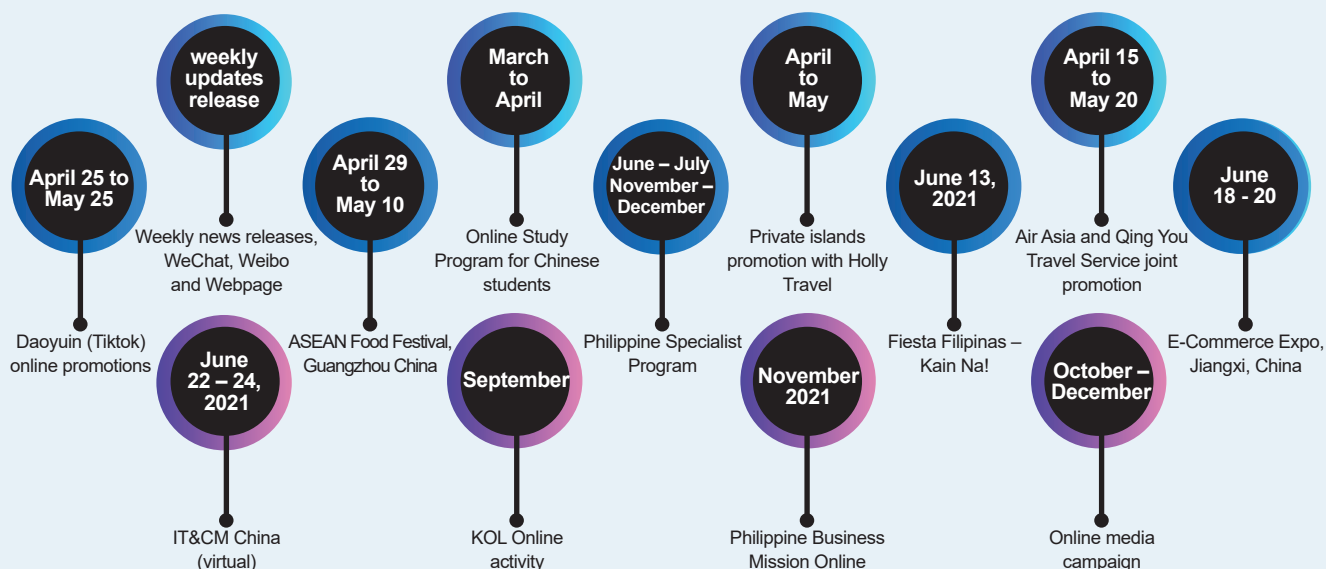 weekly
updates
release
Weekly news releases,
WeChat, Weibo
and Webpage
March
to
April
Online Study
Program for Chinese
students
April
to
May
Private islands
promotion with Holly
Travel
April 15
to
May 20
Air Asia and Qing You
Travel Service joint
promotion
April 25 to
May 25
Daoyuin (Tiktok)
online promotions
April 29
to
May 10
ASEAN Food Festival,
Guangzhou China
June – July
November –
December
Philippine Specialist
Program
June 13,
2021
Fiesta Filipinas –
Kain Na!
June
18 - 20
E-Commerce Expo,
Jiangxi, China
June
22 – 24,
2021
IT&CM China
(virtual)
September
KOL Online
activity
November
2021
Philippine Business
Mission Online
October –
December
Online media
campaign